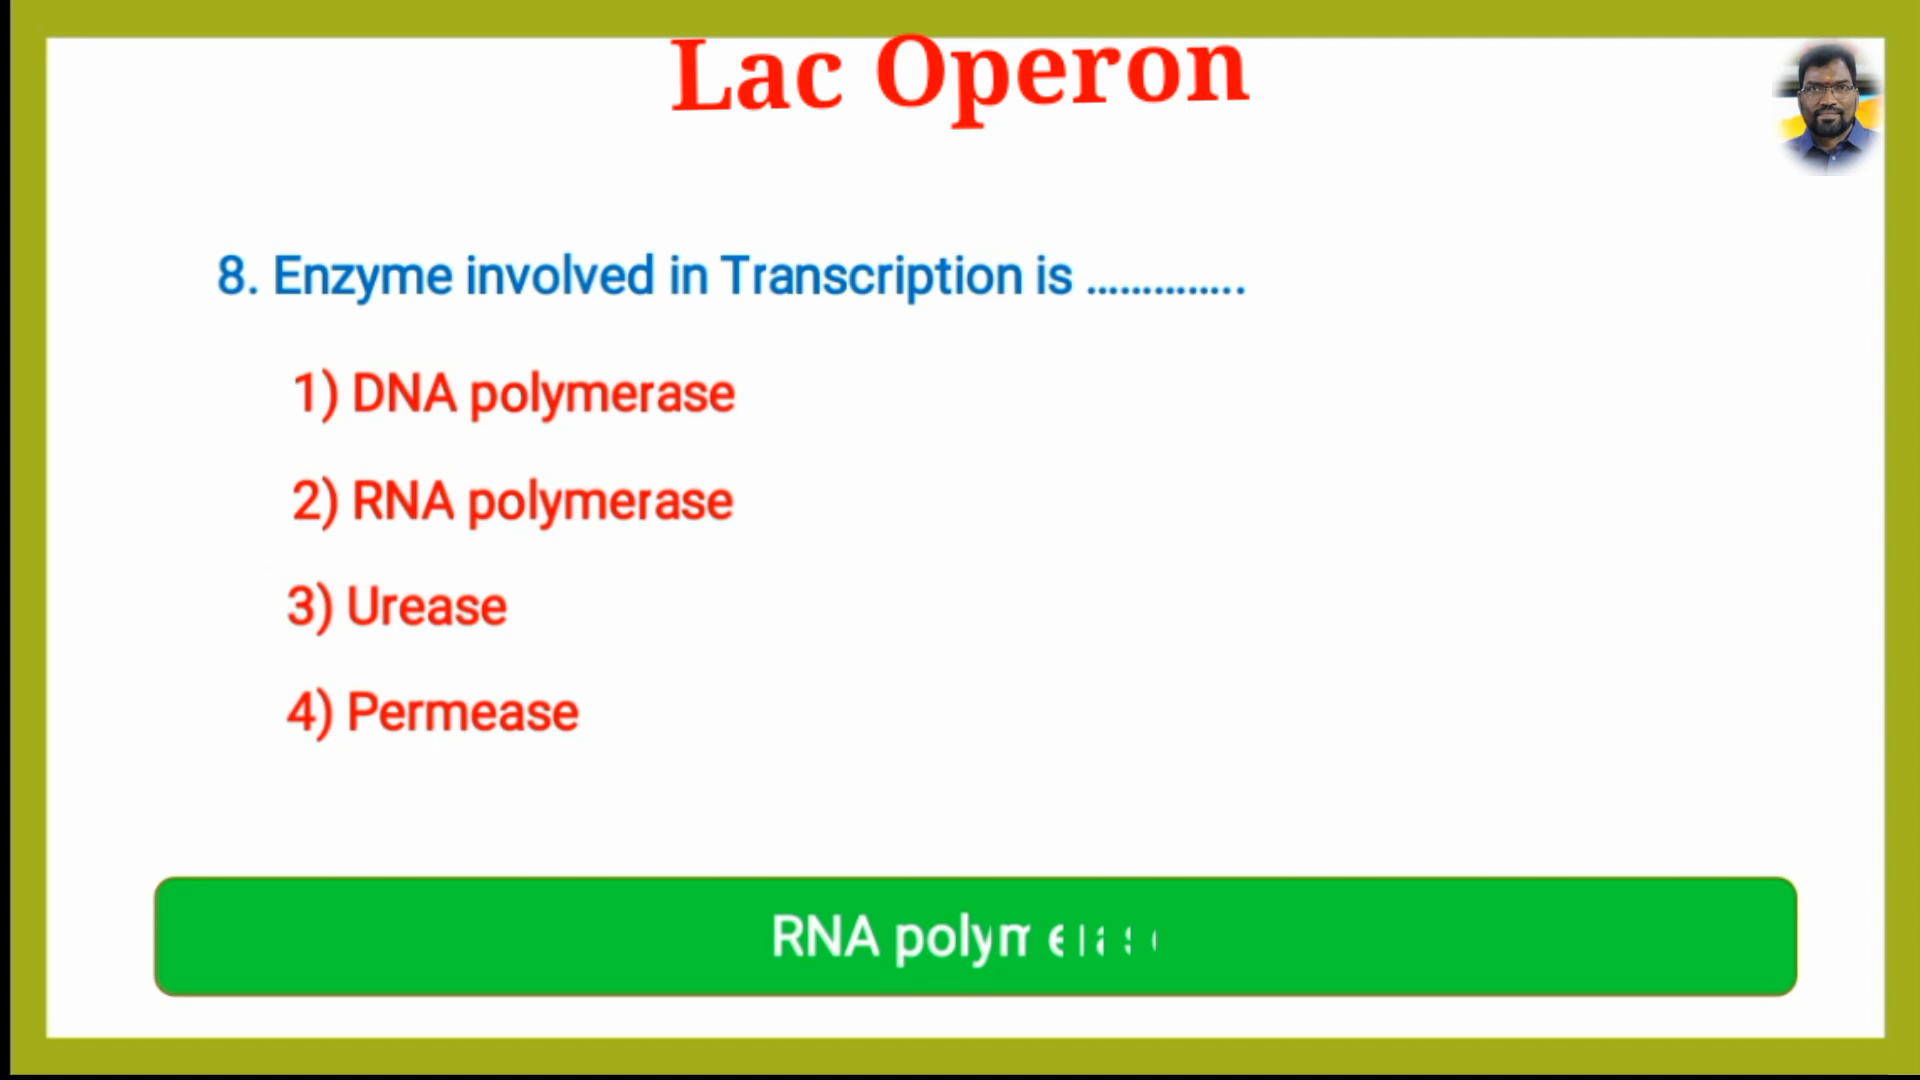 Lac Operon
8. Enzyme involved in Transcription is ..............
1) DNA polymerase
2) RNA polymerase
3) Urease
4) Permease
RNA polymerase